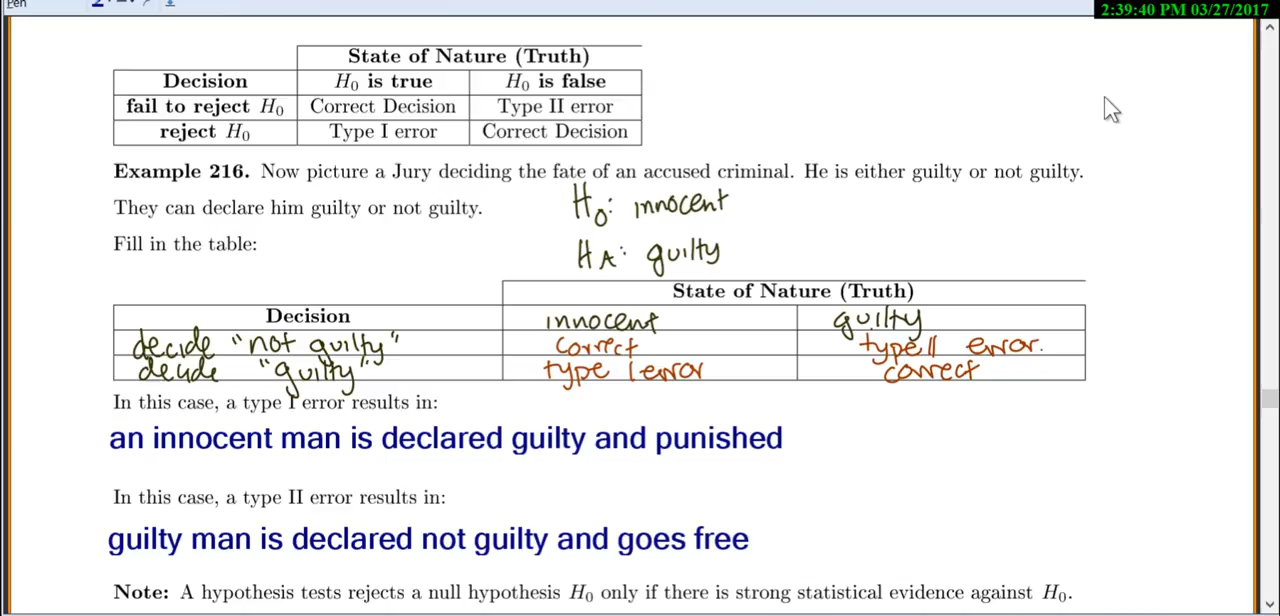 Pen
2:39:40 PM 03/27/2017
State of Nature (Truth)
Decision H₀ is true H₀ is false
fail to reject H₀ Correct Decision Type II error
reject H₀ Type I error Correct Decision
Example 216. Now picture a Jury deciding the fate of an accused criminal. He is either guilty or not guilty.
They can declare him guilty or not guilty.
H₀: innocent
Fill in the table:
H_A: guilty
State of Nature (Truth)
Decision innocent guilty
decide "not guilty" correct type II error.
decide "guilty" type I error correct
In this case, a type I error results in:
an innocent man is declared guilty and punished
In this case, a type II error results in:
guilty man is declared not guilty and goes free
Note: A hypothesis tests rejects a null hypothesis H₀ only if there is strong statistical evidence against H₀.